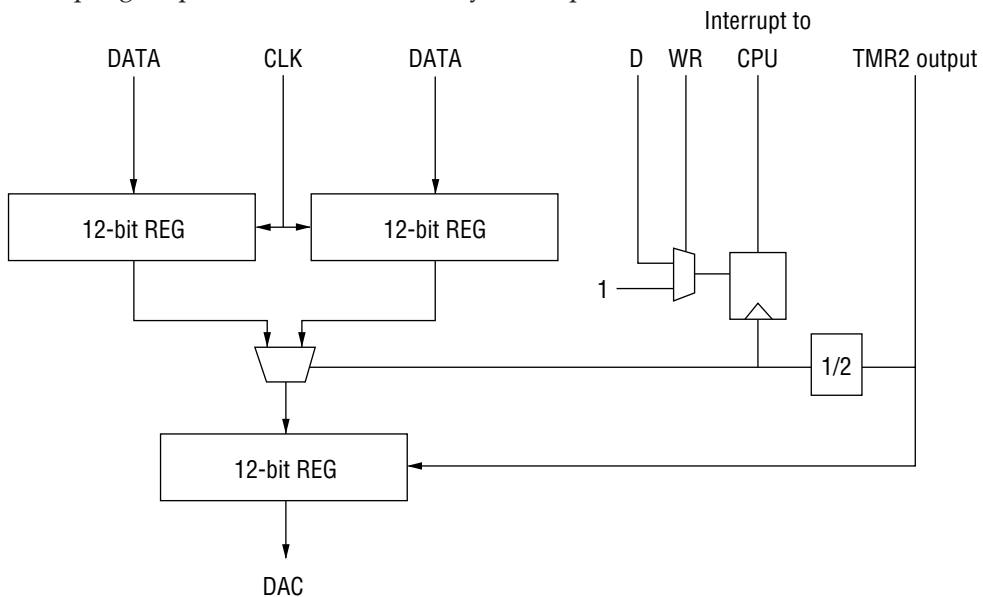 Interrupt to
DATA CLK DATA D WR CPU TMR2 output
12-bit REG 12-bit REG
1
1/2
12-bit REG
DAC